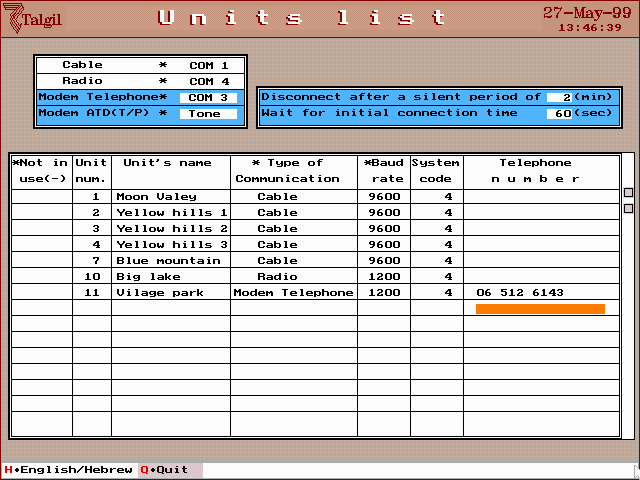 Talgil
Units list
27-May-99
13:46:39
Cable * COM 1
Radio * COM 4
Modem Telephone* COM 3
Modem ATD(T/P) * Tone
Disconnect after a silent period of 2(min)
Wait for initial connection time 60(sec)
*Not in use(-) Unit num. Unit's name * Type of Communication *Baud rate System code Telephone number
1 Moon Valey Cable 9600 4
2 Yellow hills 1 Cable 9600 4
3 Yellow hills 2 Cable 9600 4
4 Yellow hills 3 Cable 9600 4
7 Blue mountain Cable 9600 4
10 Big lake Radio 1200 4
11 Vilage park Modem Telephone 1200 4 06 512 6143
H•English/Hebrew Q•Quit